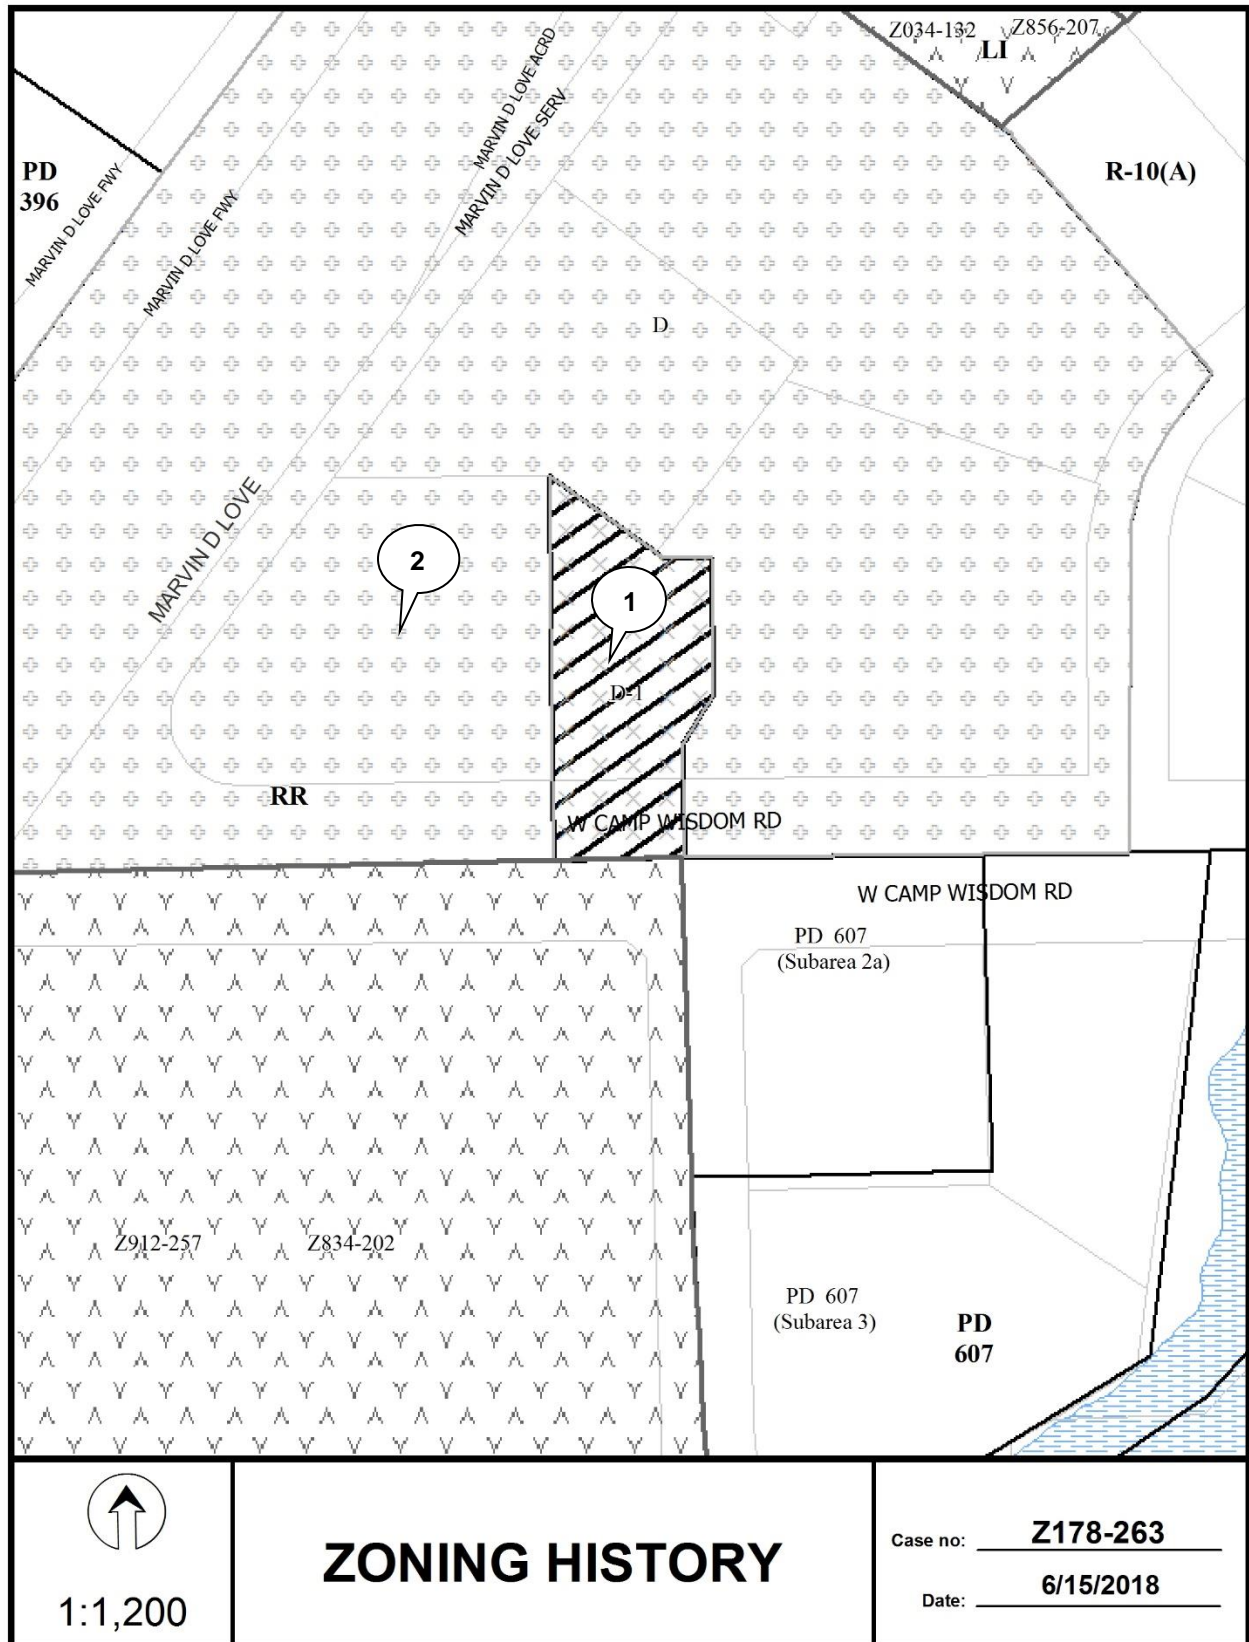 Z034-132
Z856-207
LI
MARVIN D LOVE ACRD
MARVIN D LOVE SERV
PD
396
R-10(A)
MARVIN D LOVE FWY
MARVIN D LOVE FWY
D
MARVIN D LOVE
2
1
D-1
RR
W CAMP WISDOM RD
W CAMP WISDOM RD
PD 607
(Subarea 2a)
Z912-257
Z834-202
PD 607
(Subarea 3)
PD
607
1:1,200
ZONING HISTORY
Case no: Z178-263
Date: 6/15/2018